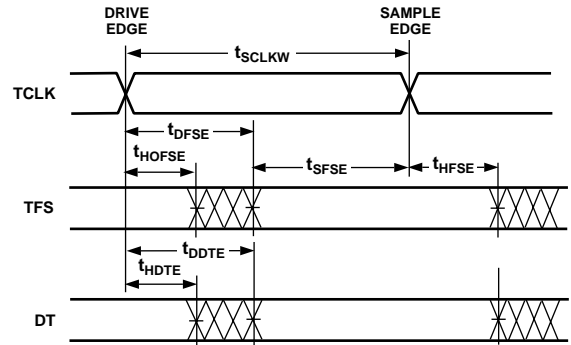 DRIVE
EDGE
SAMPLE
EDGE
tSCLKW
TCLK
tDFSE
tHOFSE
tSFSE
tHFSE
TFS
tDDTE
tHDTE
DT